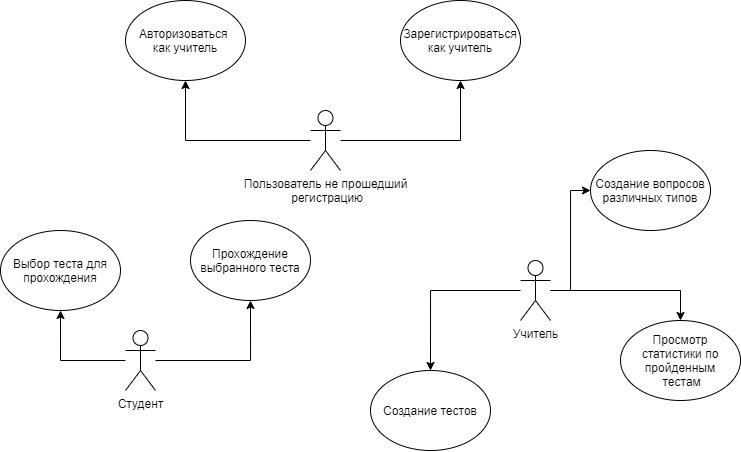 Авторизоваться
как учитель
Зарегистрироваться
как учитель
Пользователь не прошедший
регистрацию
Создание вопросов
различных типов
Выбор теста для
прохождения
Прохождение
выбранного теста
Учитель
Просмотр
статистики по
пройденным
тестам
Студент
Создание тестов